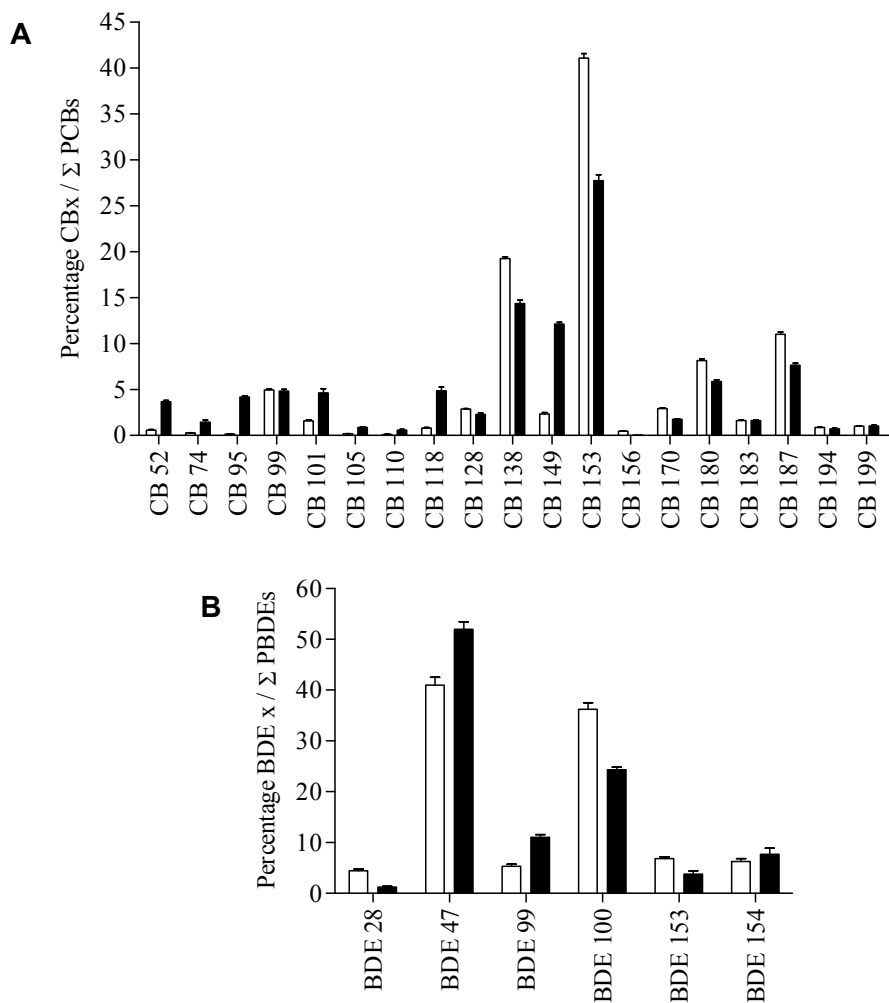 A
Percentage CBx / Σ PCBs
45
40
35
30
25
20
15
10
5
0
CB 52
CB 74
CB 95
CB 99
CB 101
CB 105
CB 110
CB 118
CB 128
CB 138
CB 149
CB 153
CB 156
CB 170
CB 180
CB 183
CB 187
CB 194
CB 199
B
Percentage BDE x / Σ PBDEs
60
50
40
30
20
10
0
BDE 28
BDE 47
BDE 99
BDE 100
BDE 153
BDE 154